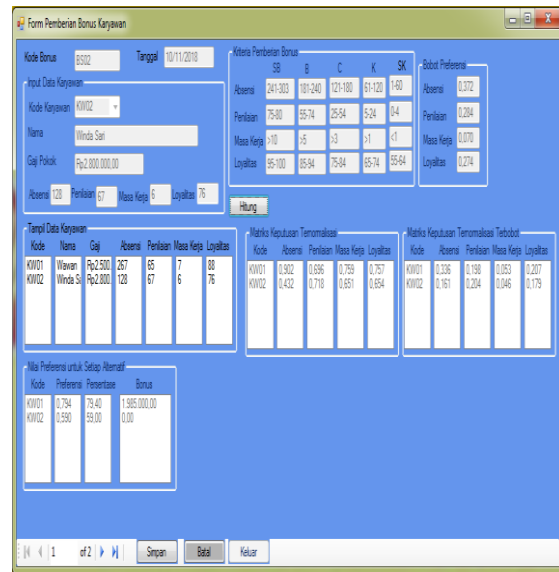 Form Pemberian Bonus Karyawan
Kode Bonus BS02 Tanggal 10/11/2018
Input Data Karyawan
Kode Karyawan KW02
Nama Winda Sari
Gaji Pokok Rp2.800.000,00
Absensi 128 Penilaian 67 Masa Kerja 6 Loyalitas 76
Kriteria Pemberian Bonus
SB B C K SK
Absensi 241-303 181-240 121-180 61-120 1-60
Penilaian 75-80 55-74 25-54 5-24 0-4
Masa Kerja >10 >5 >3 >1 <1
Loyalitas 95-100 85-94 75-84 65-74 55-64
Bobot Preferensi
Absensi 0,372
Penilaian 0,284
Masa Kerja 0,070
Loyalitas 0,274
Hitung
Tampil Data Karyawan
Kode Nama Gaji Absensi Penilaian Masa Kerja Loyalitas
KW01 Wawan Rp2.500. 267 65 7 88
KW02 Winda Sa Rp2.800. 128 67 6 76
Matriks Keputusan Ternormalisasi
Kode Absensi Penilaian Masa Kerja Loyalitas
KW01 0,902 0,696 0,759 0,757
KW02 0,432 0,718 0,651 0,654
Matriks Keputusan Ternormalisasi Terbobot
Kode Absensi Penilaian Masa Kerja Loyalitas
KW01 0,336 0,198 0,053 0,207
KW02 0,161 0,204 0,046 0,179
Nilai Preferensi untuk Setiap Alternatif
Kode Preferensi Persentase Bonus
KW01 0,794 79,40 1.985.000,00
KW02 0,590 59,00 0,00
1 of 2 Simpan Batal Keluar